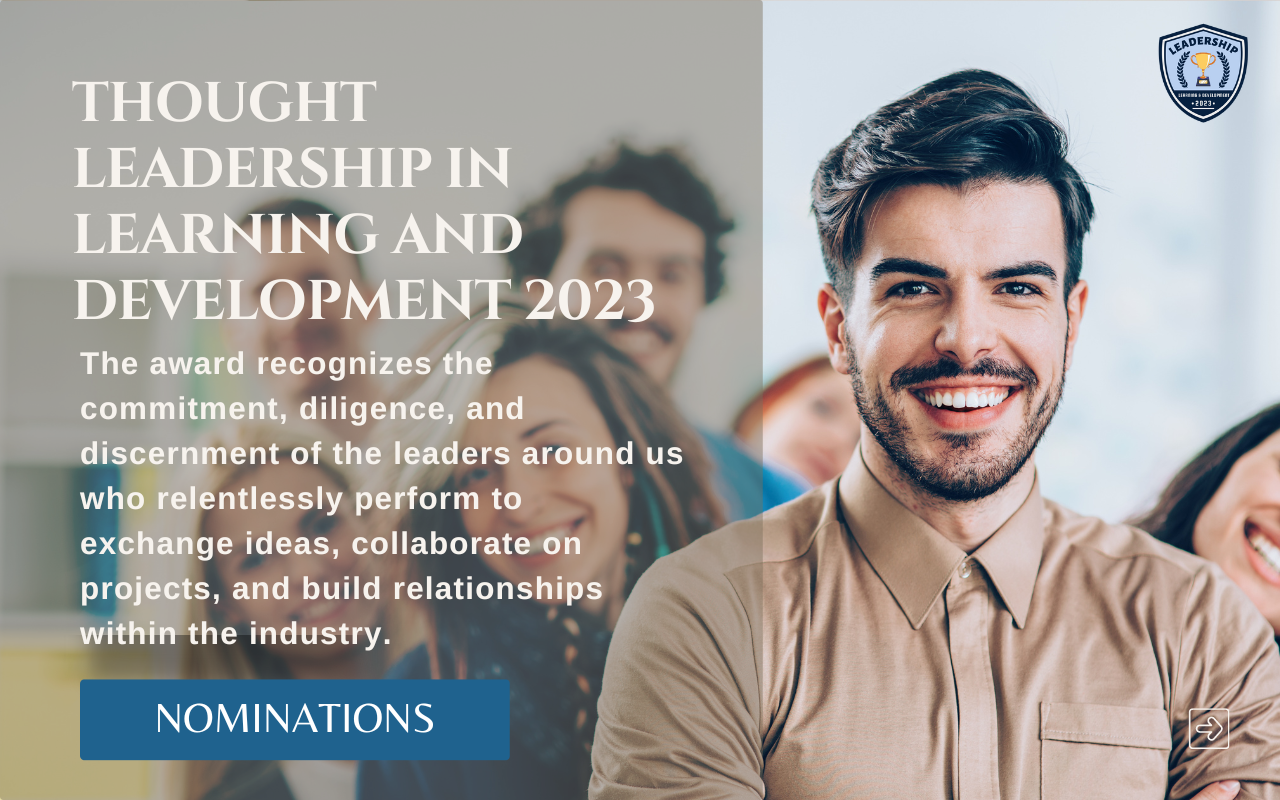 THOUGHT
LEADERSHIP IN
LEARNING AND
DEVELOPMENT 2023
The award recognizes the
commitment, diligence, and
discernment of the leaders around us
who relentlessly perform to
exchange ideas, collaborate on
projects, and build relationships
within the industry.
NOMINATIONS
LEADERSHIP
LEARNING & DEVELOPMENT
• 2023 •